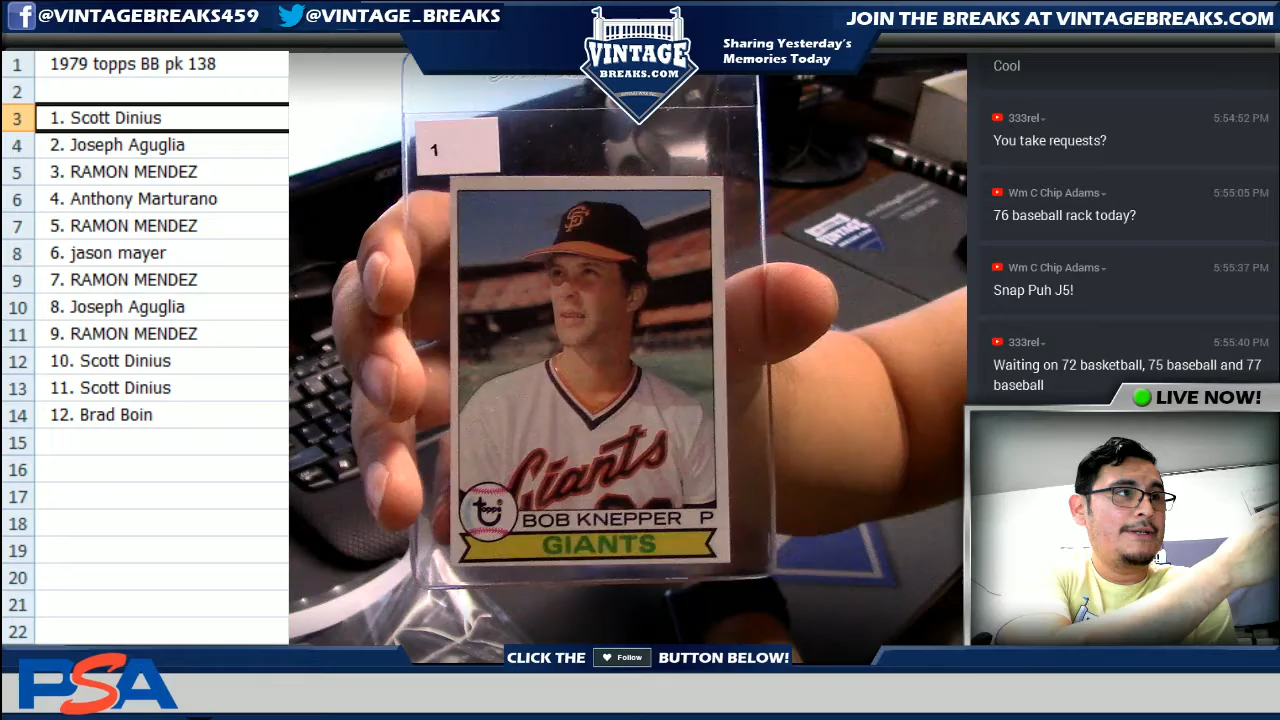 @VINTAGEBREAKS459
@VINTAGE_BREAKS
VINTAGE
BREAKS.COM
Sharing Yesterday's
Memories Today
JOIN THE BREAKS AT VINTAGEBREAKS.COM
1 1979 topps BB pk 138
2
3 1. Scott Dinius
4 2. Joseph Aguglia
5 3. RAMON MENDEZ
6 4. Anthony Marturano
7 5. RAMON MENDEZ
8 6. jason mayer
9 7. RAMON MENDEZ
10 8. Joseph Aguglia
11 9. RAMON MENDEZ
12 10. Scott Dinius
13 11. Scott Dinius
14 12. Brad Boin
15
16
17
18
19
20
21
22
1
SF
Giants
topps
BOB KNEPPER P
GIANTS
Cool
333rel 5:54:52 PM
You take requests?
Wm C Chip Adams 5:55:05 PM
76 baseball rack today?
Wm C Chip Adams 5:55:37 PM
Snap Puh J5!
333rel 5:55:40 PM
Waiting on 72 basketball, 75 baseball and 77
baseball
LIVE NOW!
CLICK THE Follow BUTTON BELOW!
PSA